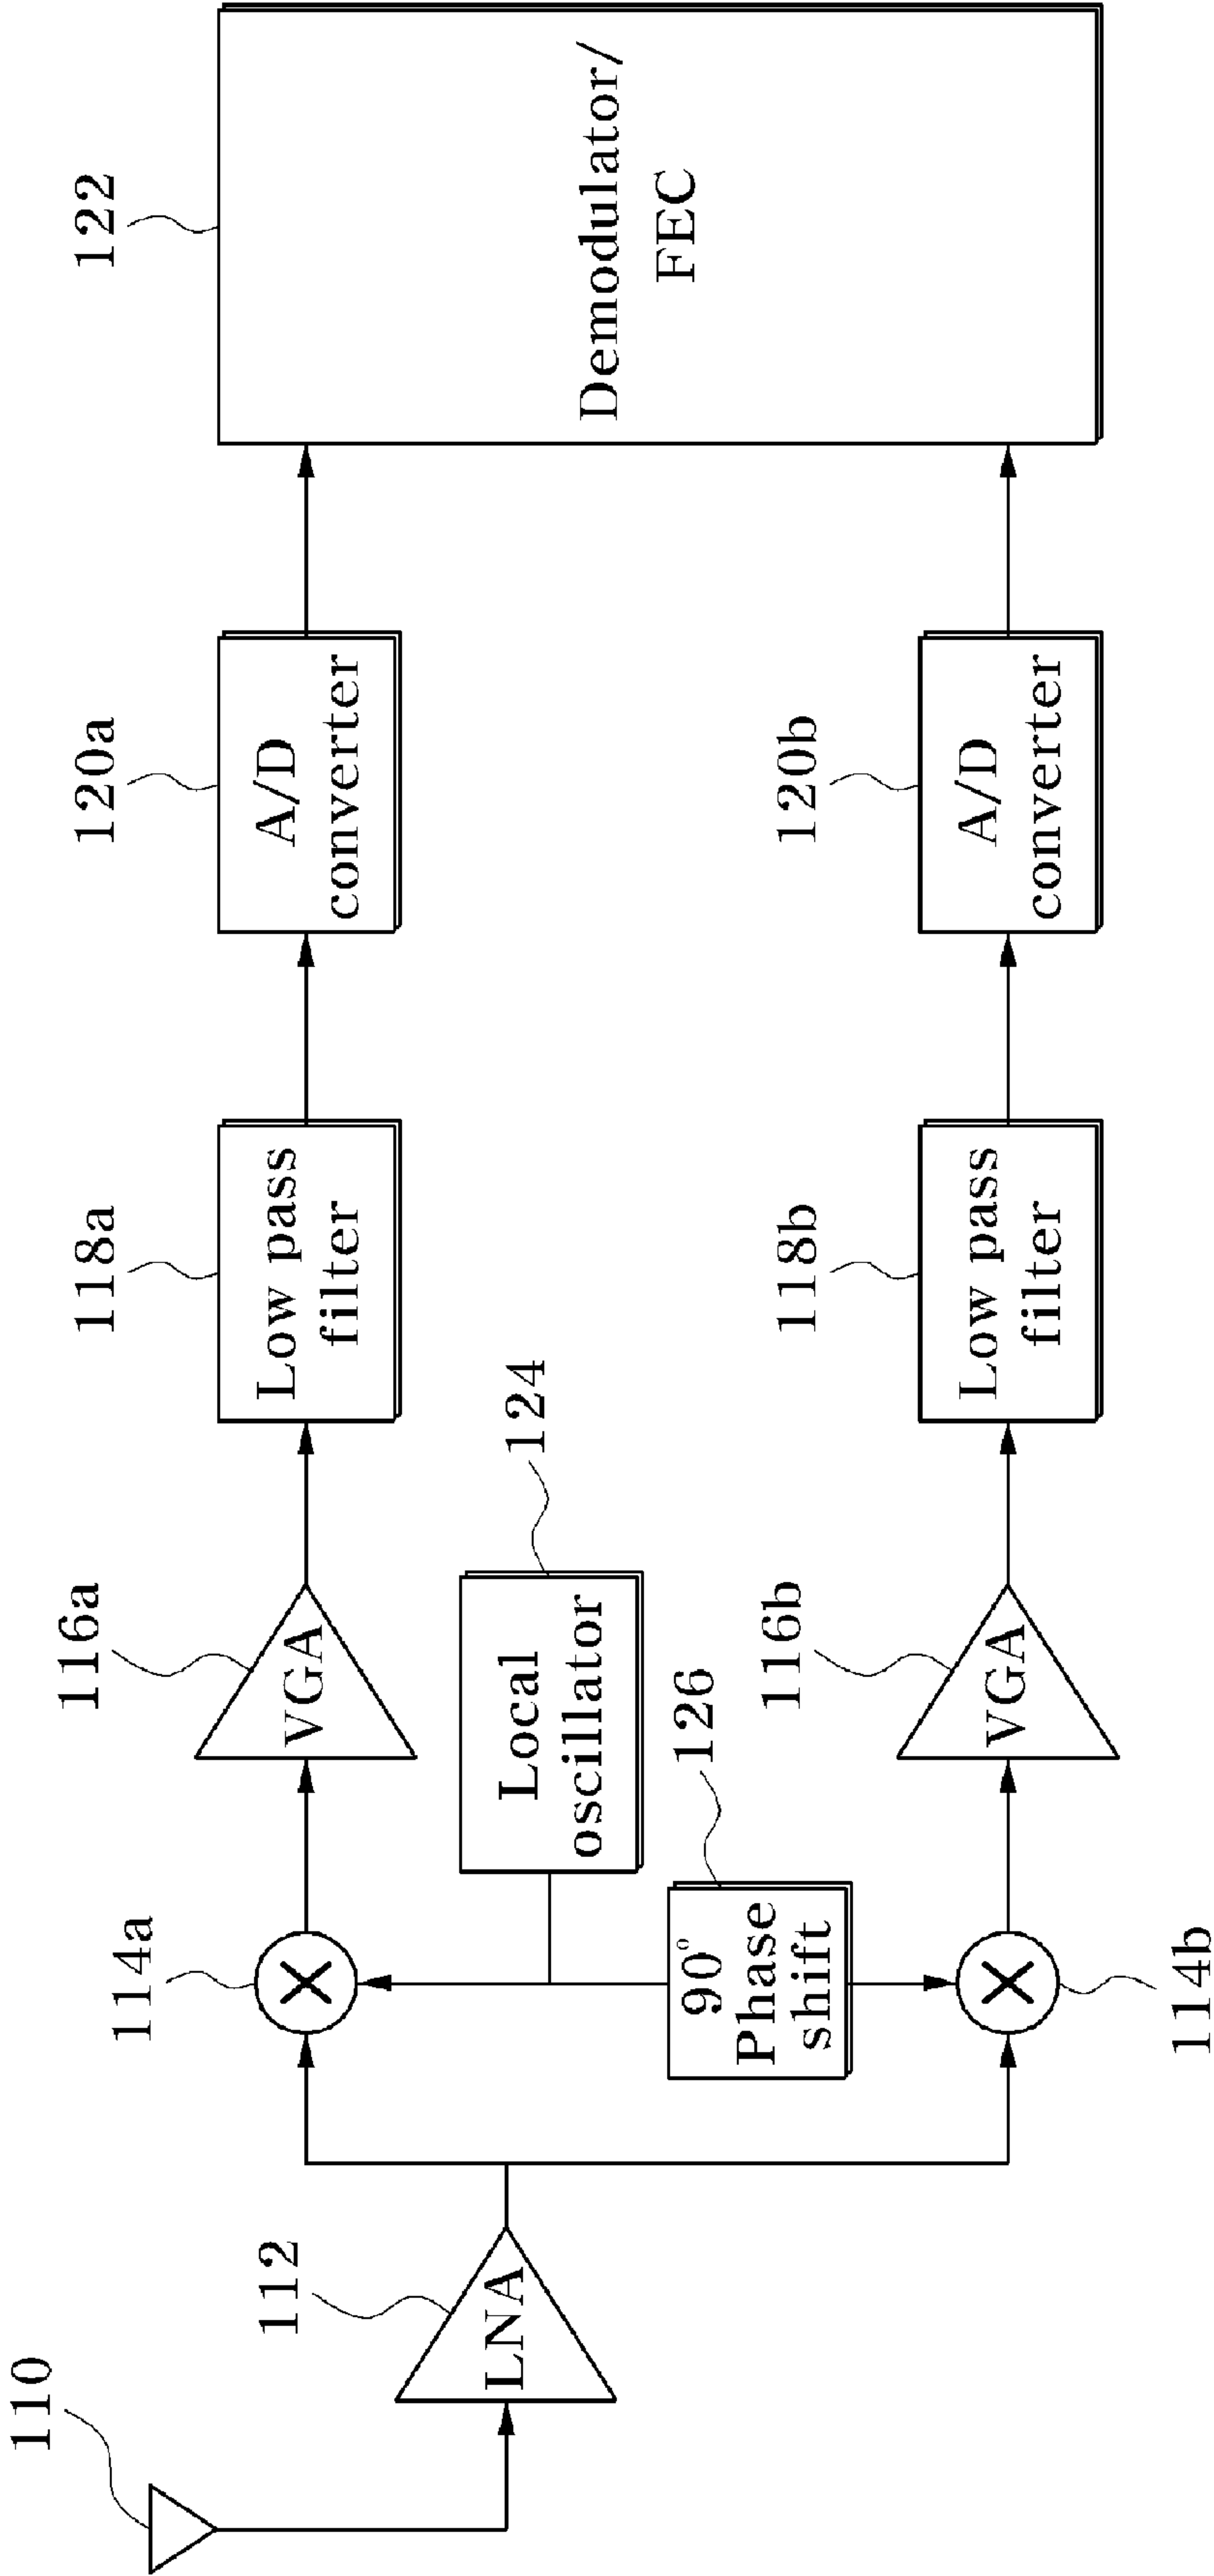 110
112
LNA
114a
114b
90°
Phase
shift
126
Local
oscillator
124
116a
VGA
116b
VGA
118a
Low pass
filter
118b
Low pass
filter
120a
A/D
converter
120b
A/D
converter
122
Demodulator/
FEC